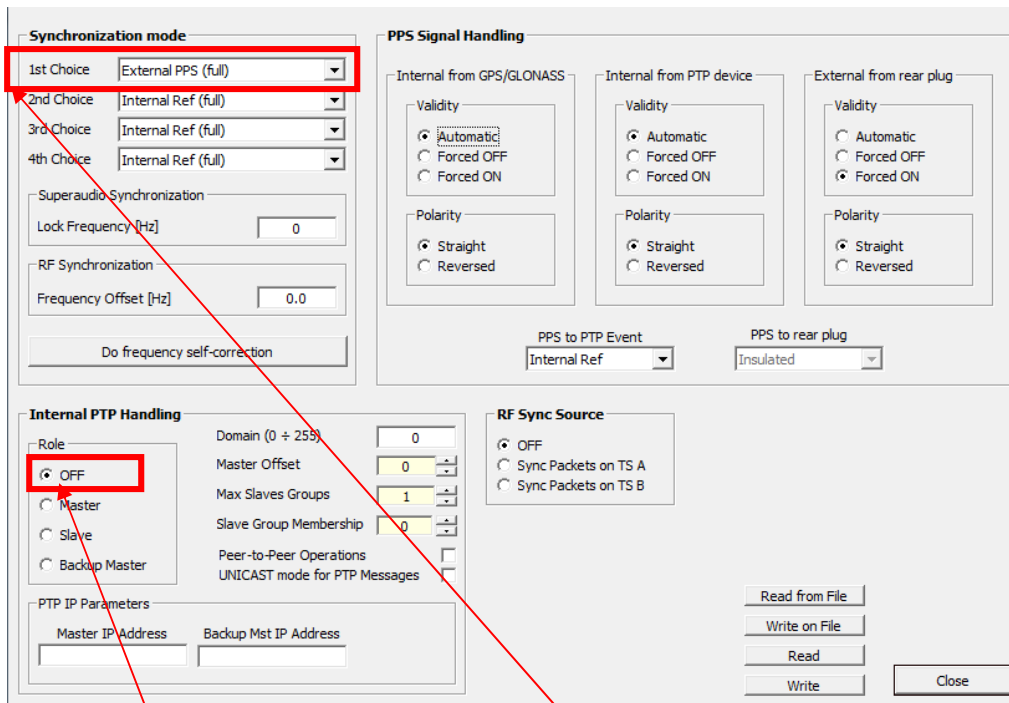 Synchronization mode
1st Choice External PPS (full)
2nd Choice Internal Ref (full)
3rd Choice Internal Ref (full)
4th Choice Internal Ref (full)
Superaudio Synchronization
Lock Frequency [Hz] 0
RF Synchronization
Frequency Offset [Hz] 0.0
Do frequency self-correction
PPS Signal Handling
Internal from GPS/GLONASS
Validity
Automatic
Forced OFF
Forced ON
Polarity
Straight
Reversed
Internal from PTP device
Validity
Automatic
Forced OFF
Forced ON
Polarity
Straight
Reversed
External from rear plug
Validity
Automatic
Forced OFF
Forced ON
Polarity
Straight
Reversed
PPS to PTP Event
Internal Ref
PPS to rear plug
Insulated
Internal PTP Handling
Role
OFF
Master
Slave
Backup Master
Domain (0 ÷ 255) 0
Master Offset 0
Max Slaves Groups 1
Slave Group Membership 0
Peer-to-Peer Operations
UNICAST mode for PTP Messages
PTP IP Parameters
Master IP Address Backup Mst IP Address
RF Sync Source
OFF
Sync Packets on TS A
Sync Packets on TS B
Read from File
Write on File
Read
Write
Close